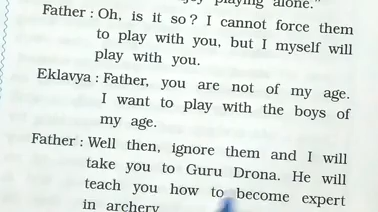 playing alone."
Father : Oh, is it so? I cannot force them
to play with you, but I myself will
play with you.
Eklavya : Father, you are not of my age.
I want to play with the boys of
my age.
Father : Well then, ignore them and I will
take you to Guru Drona. He will
teach you how to become expert
in archery